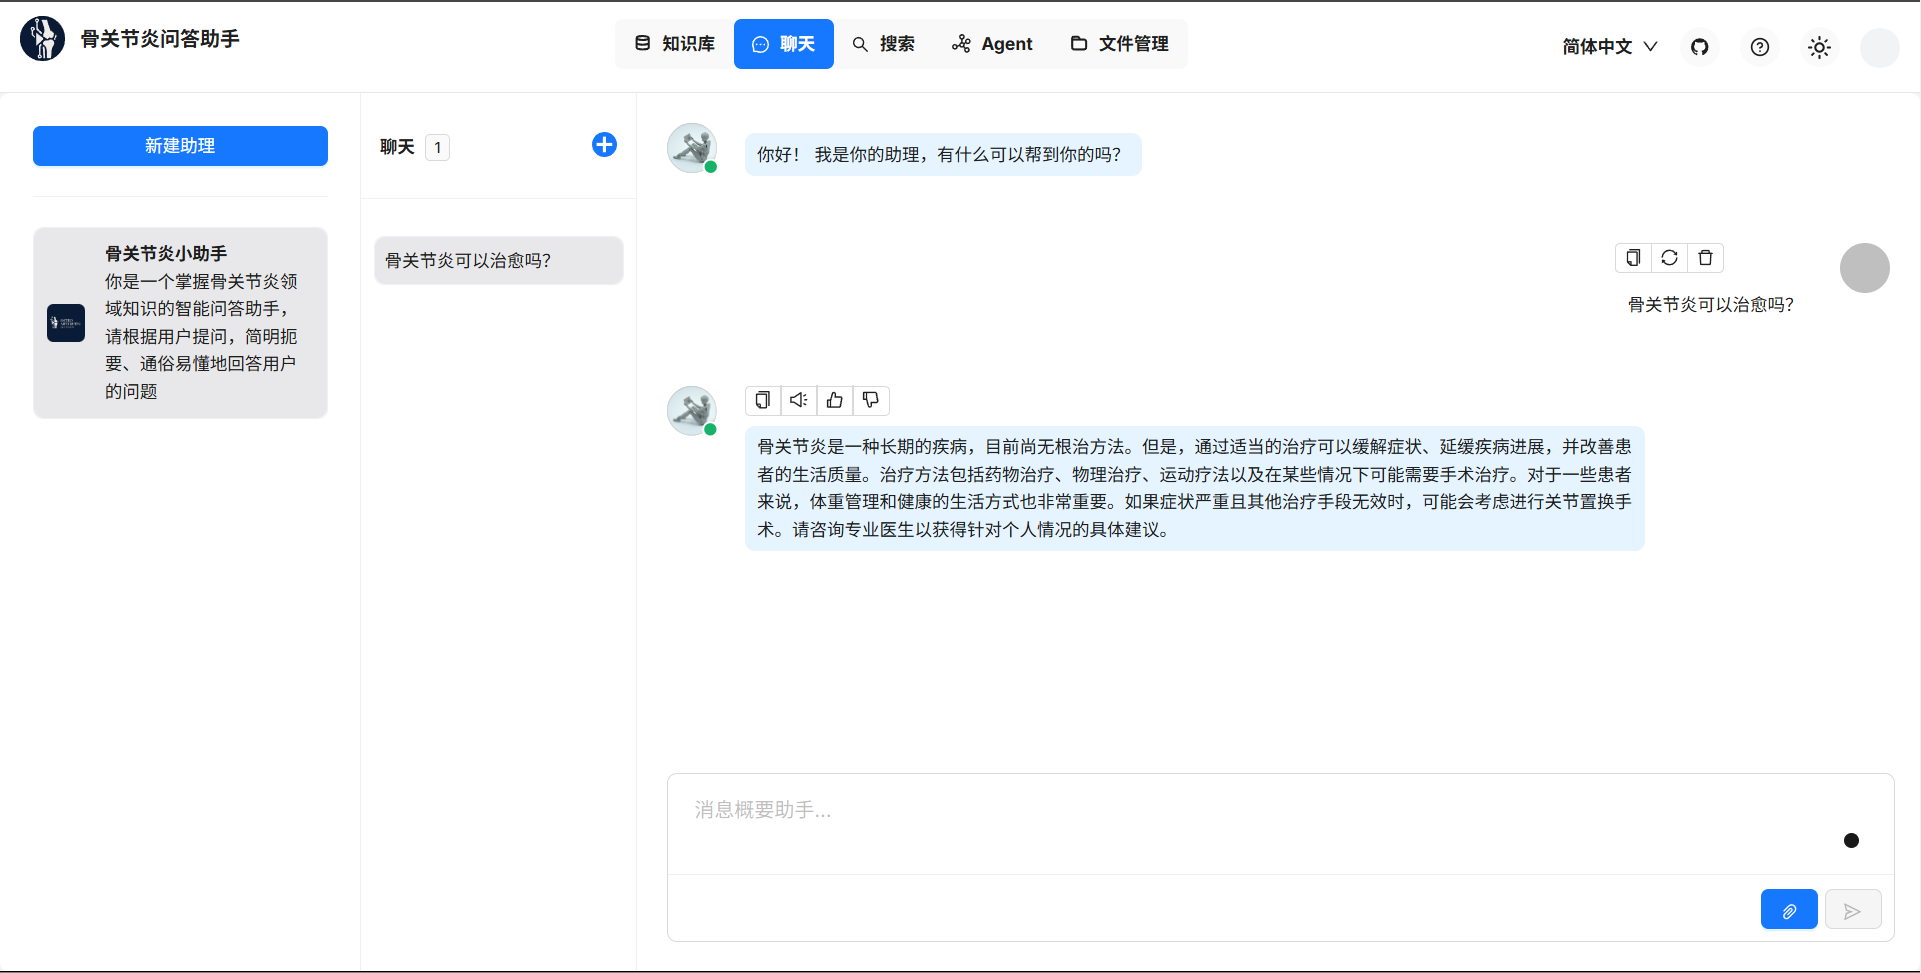 骨关节炎问答助手
知识库
聊天
搜索
Agent
文件管理
简体中文
新建助理
骨关节炎小助手
你是一个掌握骨关节炎领
域知识的智能问答助手，
请根据用户提问，简明扼
要、通俗易懂地回答用户
的问题
聊天 1
骨关节炎可以治愈吗？
你好！ 我是你的助理，有什么可以帮到你的吗？
骨关节炎可以治愈吗？
骨关节炎是一种长期的疾病，目前尚无根治方法。但是，通过适当的治疗可以缓解症状、延缓疾病进展，并改善患
者的生活质量。治疗方法包括药物治疗、物理治疗、运动疗法以及在某些情况下可能需要手术治疗。对于一些患者
来说，体重管理和健康的生活方式也非常重要。如果症状严重且其他治疗手段无效时，可能会考虑进行关节置换手
术。请咨询专业医生以获得针对个人情况的具体建议。
消息概要助手...